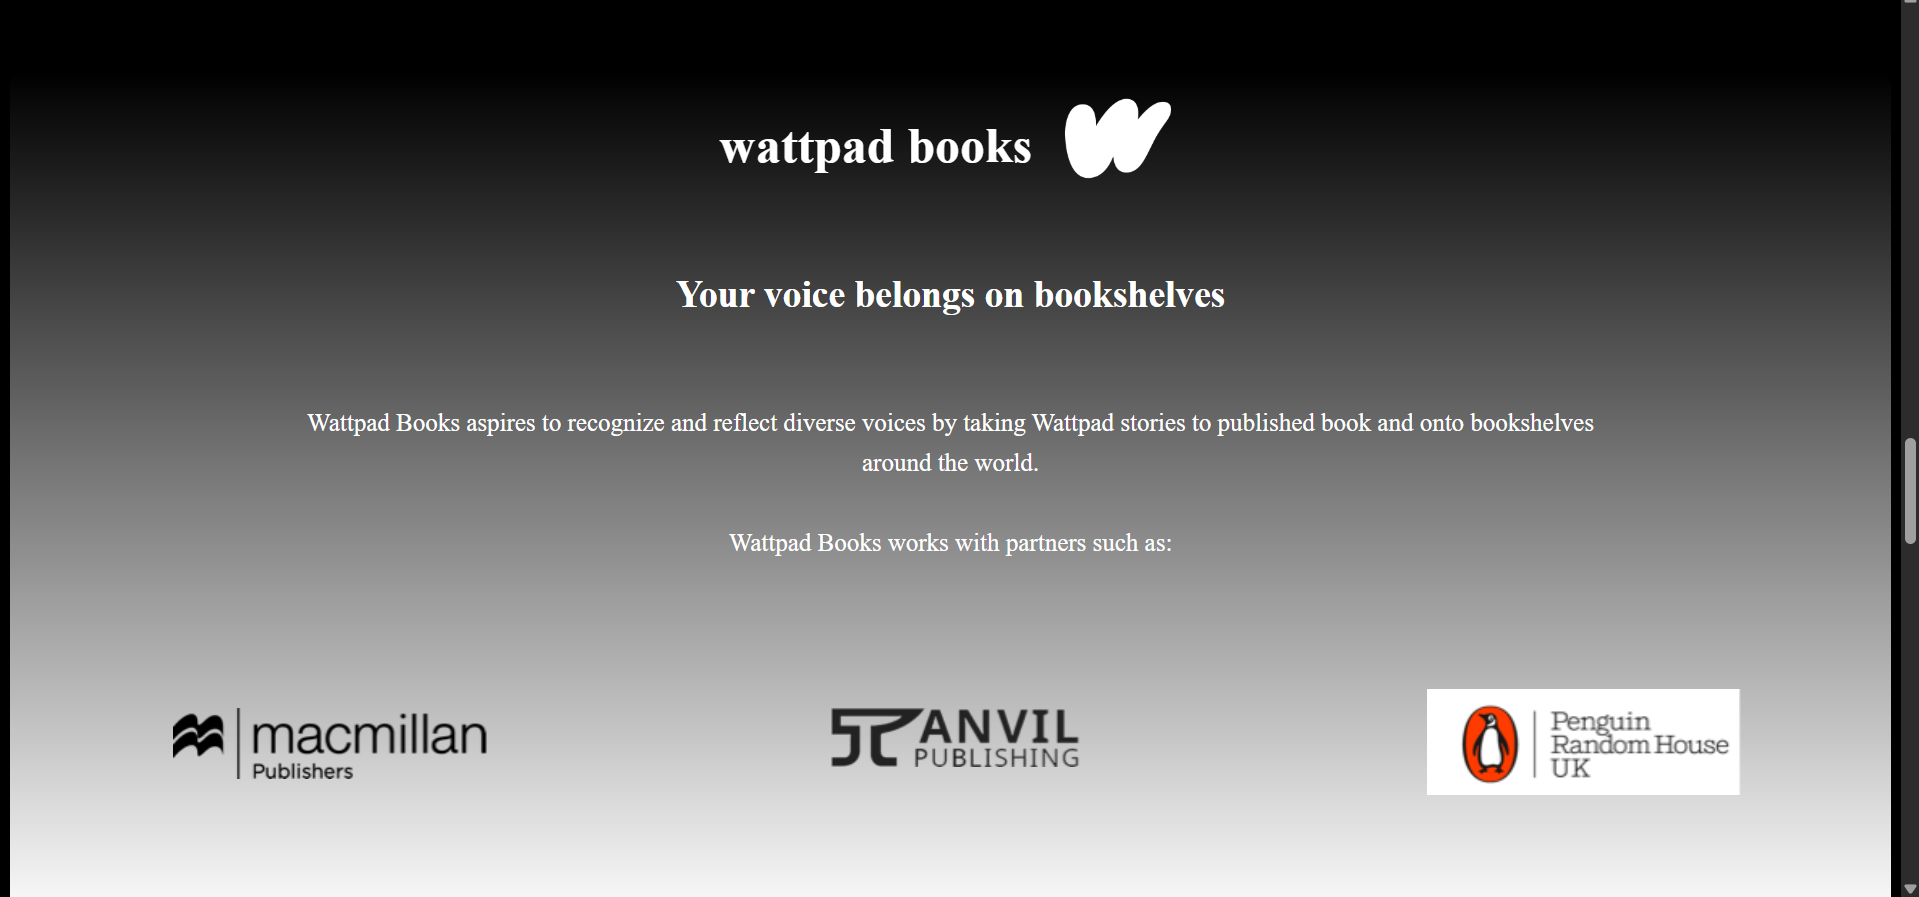 wattpad books
Your voice belongs on bookshelves
Wattpad Books aspires to recognize and reflect diverse voices by taking Wattpad stories to published book and onto bookshelves
around the world.
Wattpad Books works with partners such as:
macmillan
Publishers
ANVIL
PUBLISHING
Penguin
Random House
UK